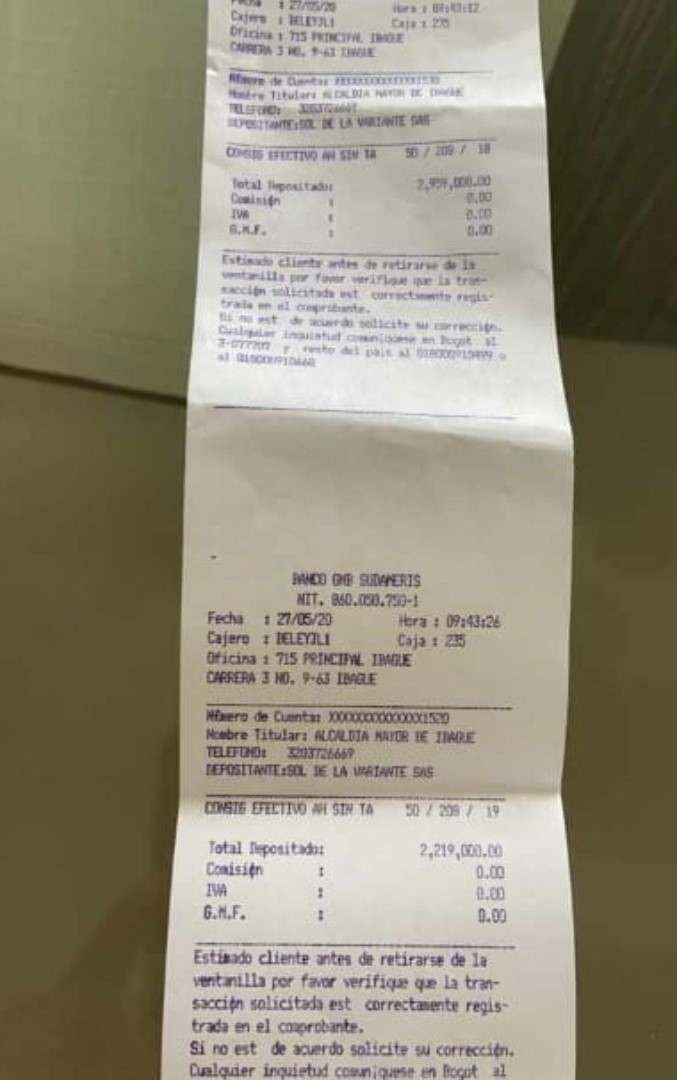 Fecha : 27/05/20 Hora : 09:43:12
Cajero : BELEYJL1 Caja : 235
Oficina : 715 PRINCIPAL IBAGUE
CARRERA 3 NO. 9-63 IBAGUE
Número de Cuenta:
Nombre Titular: ALCALDIA MAYOR DE IBAGUE
TELEFONO: 3203726669
DEPOSITANTE:SOL DE LA VARIANTE SAS
CONSIG EFECTIVO AH SIN TA 50 / 208 / 18
Total Depositado: 2,959,000.00
Comisión : 0.00
IVA : 0.00
G.M.F. : 0.00
Estimado cliente antes de retirarse de la
ventanilla por favor verifique que la tran-
sacción solicitada est correctamente regis-
trada en el comprobante.
Si no est de acuerdo solicite su corrección.
Cualquier inquietud comuníquese en Bogot al
y resto del pais al 018000910499 o
al
BANCO GNB SUDAMERIS
NIT. 860.050.750-1
Fecha : 27/05/20 Hora : 09:43:26
Cajero : BELEYJL1 Caja : 235
Oficina : 715 PRINCIPAL IBAGUE
CARRERA 3 NO. 9-63 IBAGUE
Número de Cuenta: XXXXXXXXXXXXXXX1520
Nombre Titular: ALCALDIA MAYOR DE IBAGUE
TELEFONO: 3203726669
DEPOSITANTE:SOL DE LA VARIANTE SAS
CONSIG EFECTIVO AH SIN TA 50 / 208 / 19
Total Depositado: 2,219,000.00
Comisión : 0.00
IVA : 0.00
G.M.F. : 0.00
Estimado cliente antes de retirarse de la
ventanilla por favor verifique que la tran-
sacción solicitada est correctamente regis-
trada en el comprobante.
Si no est de acuerdo solicite su corrección.
Cualquier inquietud comuníquese en Bogot al